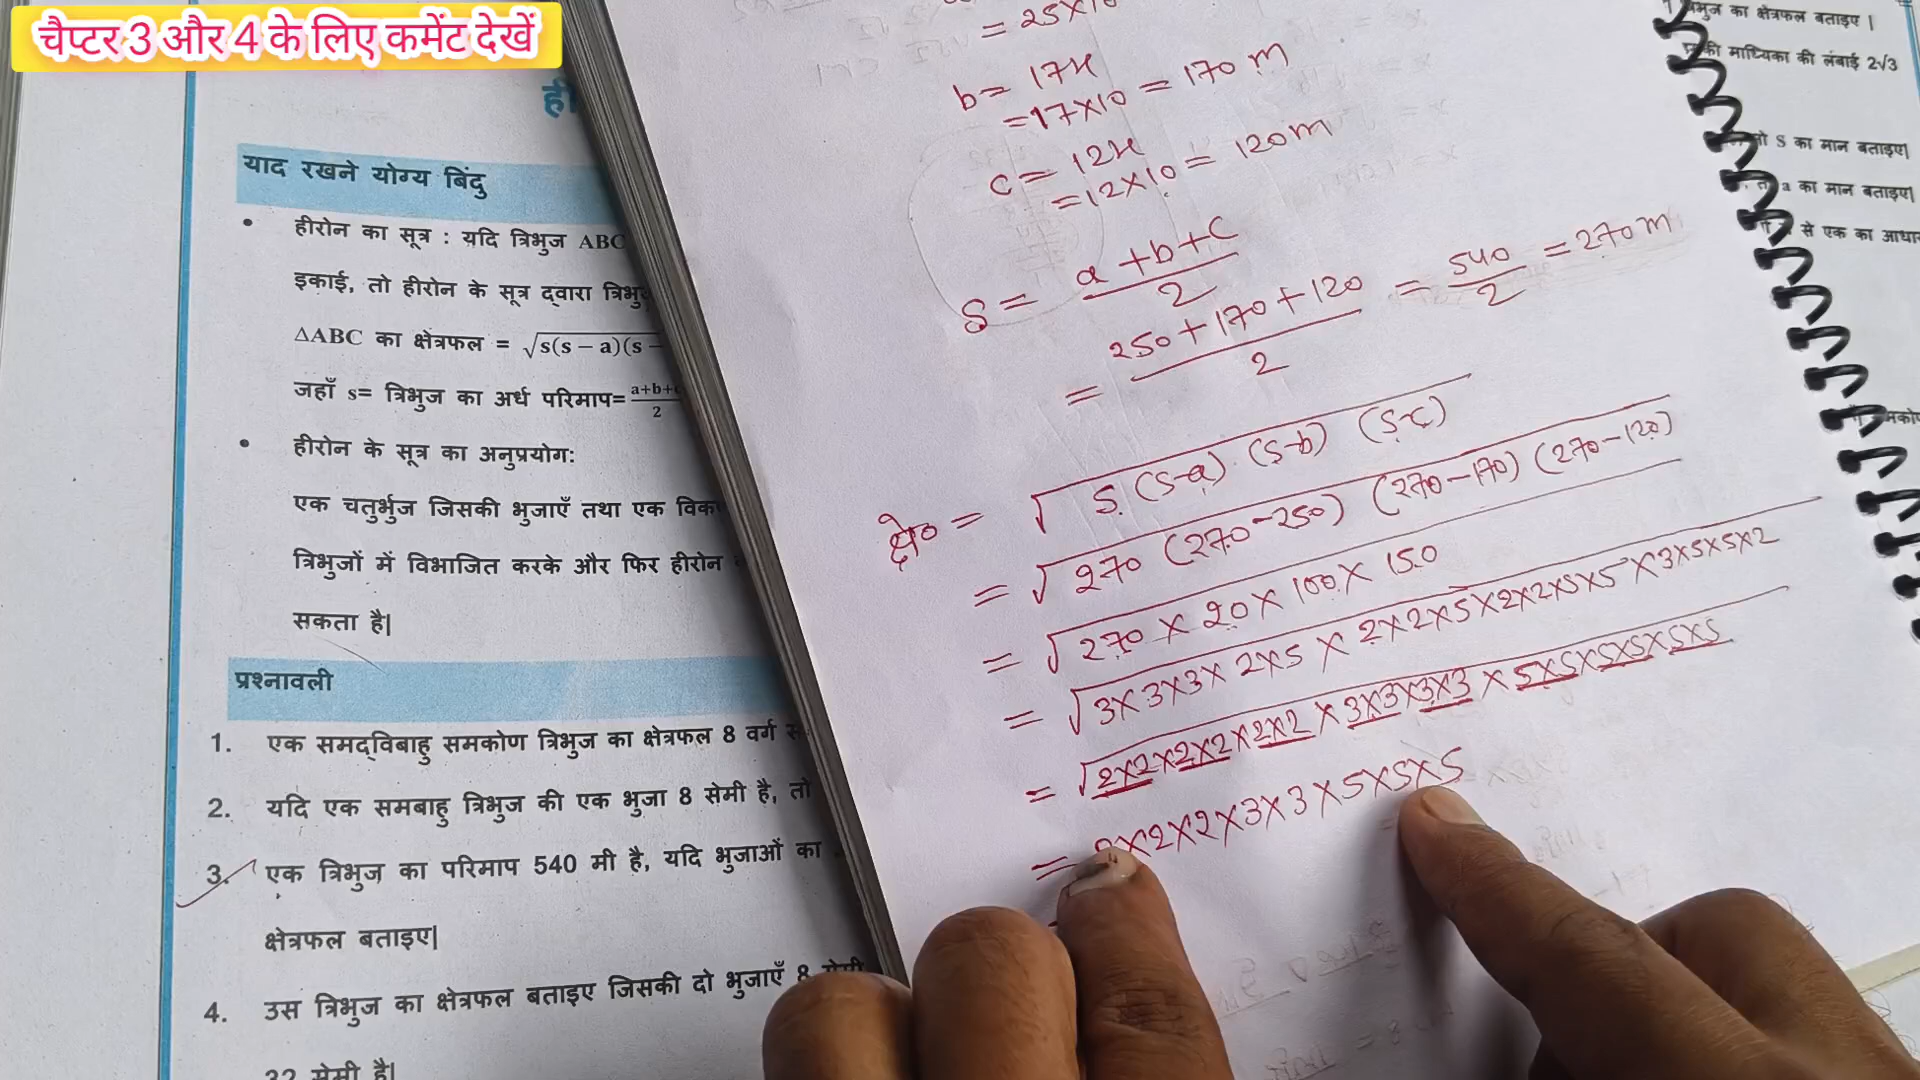 चैप्टर 3 और 4 के लिए कमेंट देखें
याद रखने योग्य बिंदु
• हीरोन का सूत्र : यदि त्रिभुज ABC
इकाई, तो हीरोन के सूत्र द्वारा
ΔABC का क्षेत्रफल = √s(s − a)(s −
जहाँ s= त्रिभुज का अर्ध परिमाप= a+b+c/2
• हीरोन के सूत्र का अनुप्रयोग:
एक चतुर्भुज जिसकी भुजाएँ तथा एक
त्रिभुजों में विभाजित करके और फिर हीरोन
सकता है|
प्रश्नावली
1. एक समद्विबाहु समकोण त्रिभुज का क्षेत्रफल 8 वर्ग
2. यदि एक समबाहु त्रिभुज की एक भुजा 8 सेमी है, तो
3. एक त्रिभुज का परिमाप 540 मी है, यदि भुजाओं का
क्षेत्रफल बताइए|
4. उस त्रिभुज का क्षेत्रफल बताइए जिसकी दो भुजाएँ 8 सेमी
32 सेमी है|
= 25×10
b = 17x
= 17×10 = 170 m
c = 12x
= 12×10 = 120m
S = a+b+c/2
= 250+170+120/2 = 540/2 = 270m
क्षे० = √S(S-a)(S-b)(S-c)
= √270 (270-250) (270-170) (270-120)
= √270 × 20 × 100 × 150
= √3×3×3×2×5 × 2×2×5×2×2×5×5×3×5×5×2
= √2×2×2×2×2×2 × 3×3×3×3 × 5×5×5×5×5×5
= 2×2×2×3×3×5×5×5
का क्षेत्रफल बताइए |
माध्यिका की लंबाई 2√3
S का मान बताइए|
a का मान बताइए|
से एक का आधार